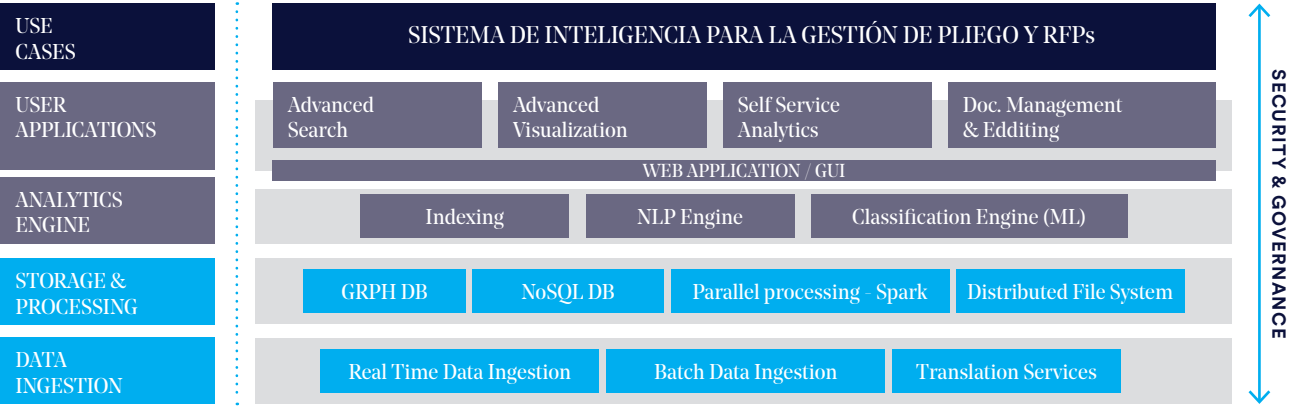 USE
CASES
SISTEMA DE INTELIGENCIA PARA LA GESTIÓN DE PLIEGO Y RFPs
USER
APPLICATIONS
Advanced
Search
Advanced
Visualization
Self Service
Analytics
Doc. Management
& Edditing
WEB APPLICATION / GUI
ANALYTICS
ENGINE
Indexing
NLP Engine
Classification Engine (ML)
STORAGE &
PROCESSING
GRPH DB
NoSQL DB
Parallel processing - Spark
Distributed File System
DATA
INGESTION
Real Time Data Ingestion
Batch Data Ingestion
Translation Services
SECURITY & GOVERNANCE